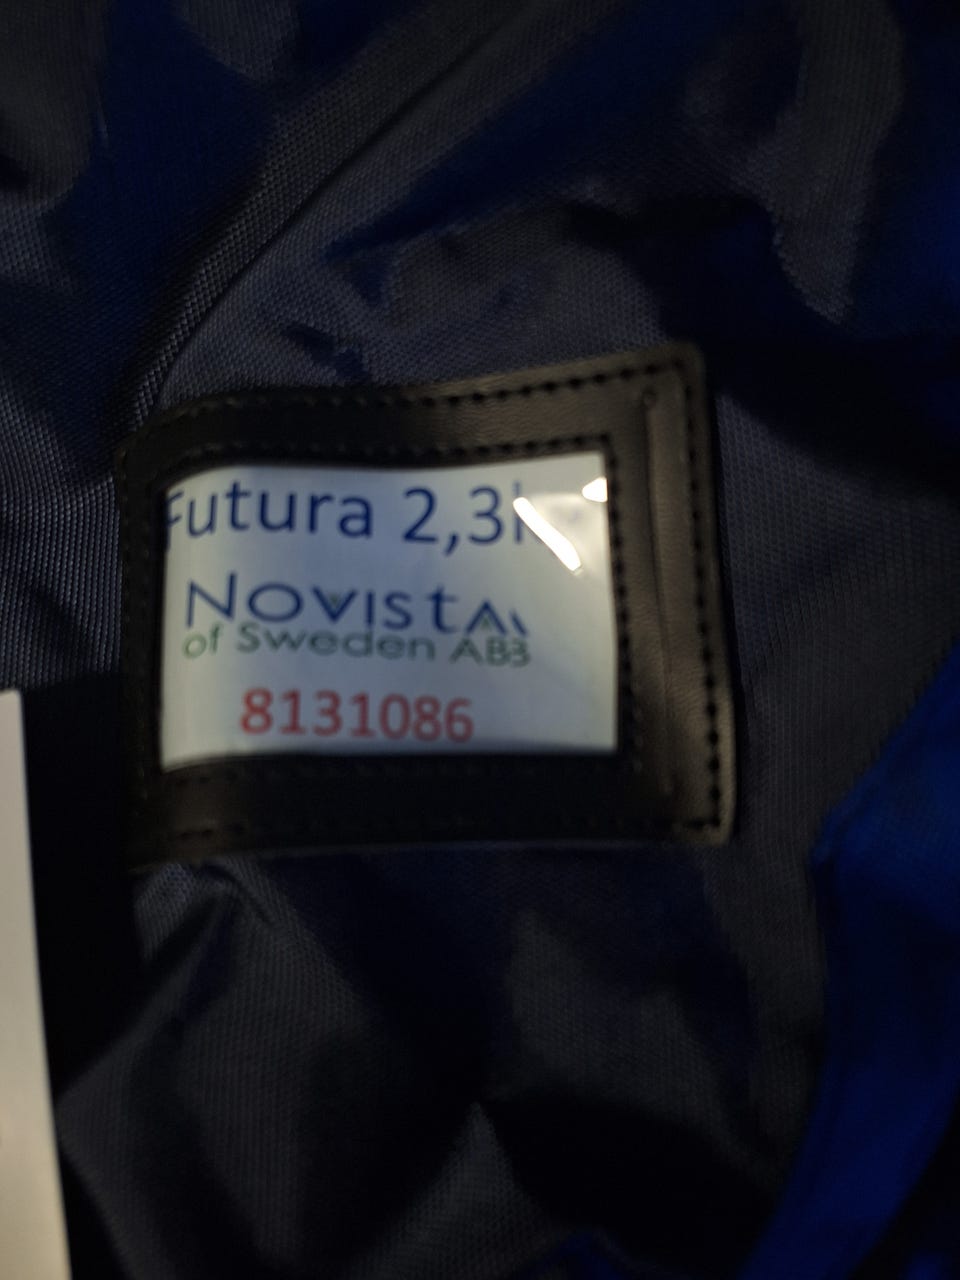 Futura 2,3
NOVISTA
of Sweden AB
8131086